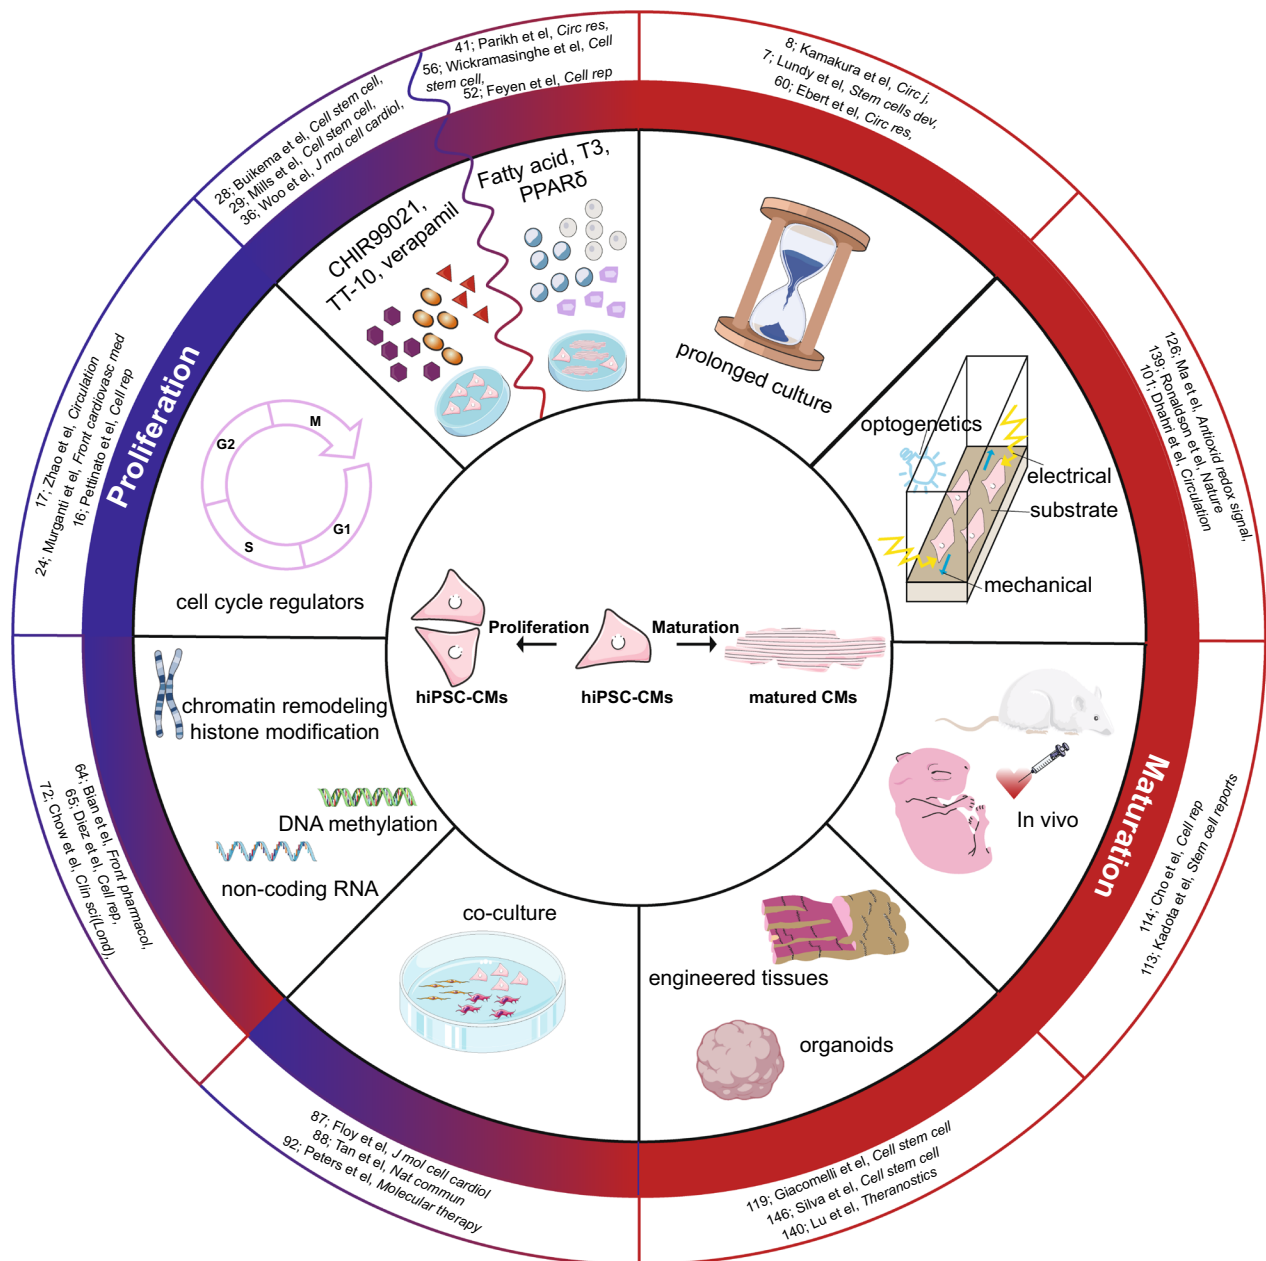 41; Parikh et el, Circ res,
56; Wickramasinghe et el, Cell
stem cell,
52; Feyen et el, Cell rep
8; Kamakura et el, Circ j,
7; Lundy et el, Stem cells dev,
60; Ebert et el, Circ res,
28; Buikema et el, Cell stem cell,
29; Mills et el, Cell stem cell,
36; Woo et el, J mol cell cardiol,
Fatty acid, T3,
PPARδ
CHIR99021,
TT-10, verapamil
prolonged culture
126; Ma et el, Antioxid redox signal,
139; Ronaldson et el, Nature
101; Dhahri et el, Circulation
17; Zhao et el, Circulation
24; Murganti et el, Front cardiovasc med
16; Pettinato et el, Cell rep
Proliferation
G2
M
G1
S
cell cycle regulators
optogenetics
electrical
substrate
mechanical
Proliferation
Maturation
hiPSC-CMs
hiPSC-CMs
matured CMs
chromatin remodeling
histone modification
DNA methylation
non-coding RNA
In vivo
Maturation
64; Bian et el, Front pharmacol,
65; Diez et el, Cell rep,
72; Chow et el, Clin sci(Lond),
114; Cho et el, Cell rep
113; Kadota et el, Stem cell reports
co-culture
engineered tissues
organoids
87; Floy et el, J mol cell cardiol
88; Tan et el, Nat commun
92; Peters et el, Molecular therapy
119; Giacomelli et el, Cell stem cell
146; Silva et el, Cell stem cell
140; Lu et el, Theranostics